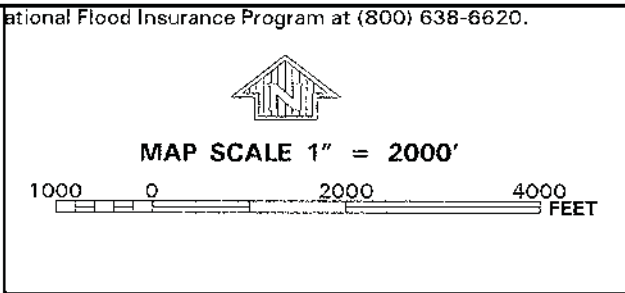 ational Flood Insurance Program at (800) 638-6620.
N
MAP SCALE 1" = 2000'
1000 0 2000 4000
FEET